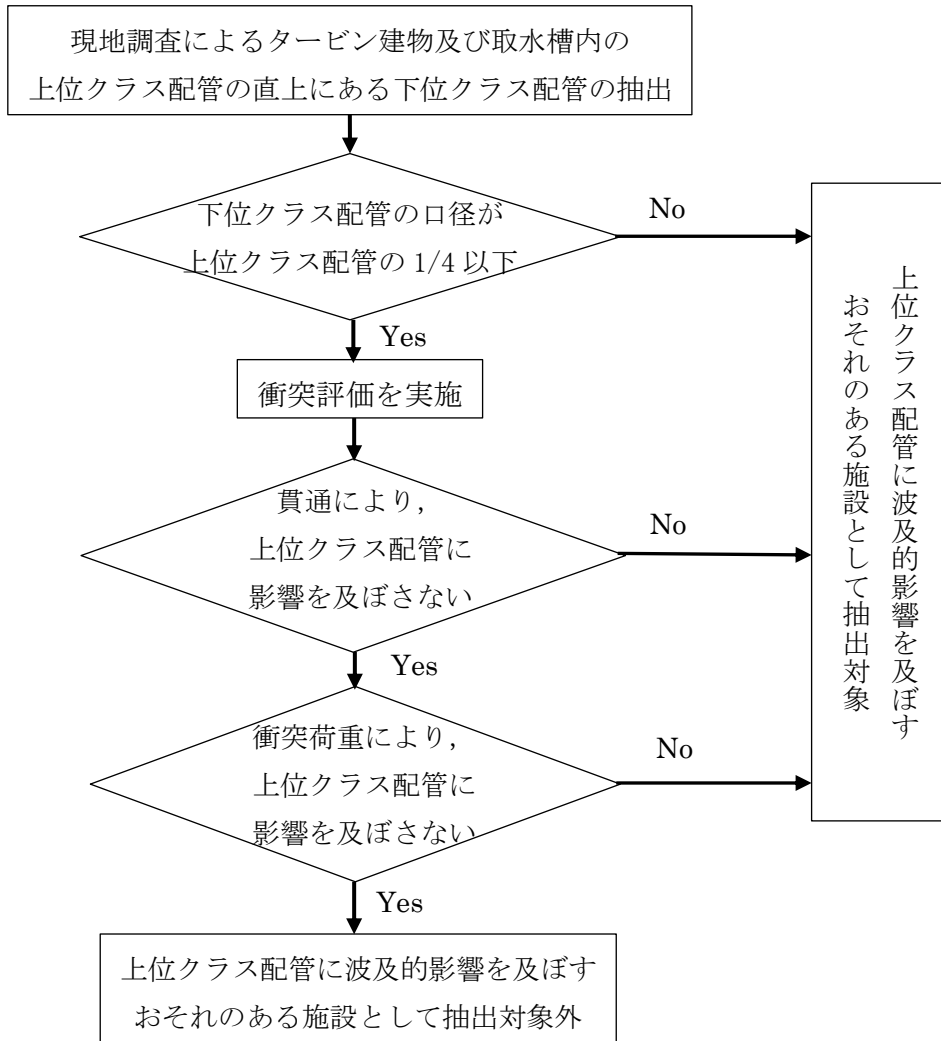 現地調査によるタービン建物及び取水槽内の
上位クラス配管の直上にある下位クラス配管の抽出
下位クラス配管の口径が
上位クラス配管の 1/4 以下
No
Yes
衝突評価を実施
貫通により,
上位クラス配管に
影響を及ぼさない
No
Yes
衝突荷重により,
上位クラス配管に
影響を及ぼさない
No
Yes
上位クラス配管に波及的影響を及ぼす
おそれのある施設として抽出対象外
上位クラス配管に波及的影響を及ぼす
おそれのある施設として抽出対象